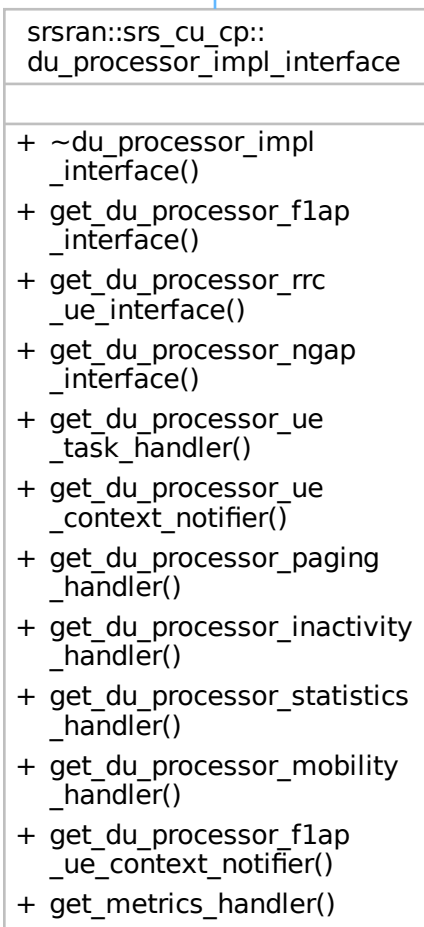 srsran::srs_cu_cp::
du_processor_impl_interface
+ ~du_processor_impl
_interface()
+ get_du_processor_f1ap
_interface()
+ get_du_processor_rrc
_ue_interface()
+ get_du_processor_ngap
_interface()
+ get_du_processor_ue
_task_handler()
+ get_du_processor_ue
_context_notifier()
+ get_du_processor_paging
_handler()
+ get_du_processor_inactivity
_handler()
+ get_du_processor_statistics
_handler()
+ get_du_processor_mobility
_handler()
+ get_du_processor_f1ap
_ue_context_notifier()
+ get_metrics_handler()